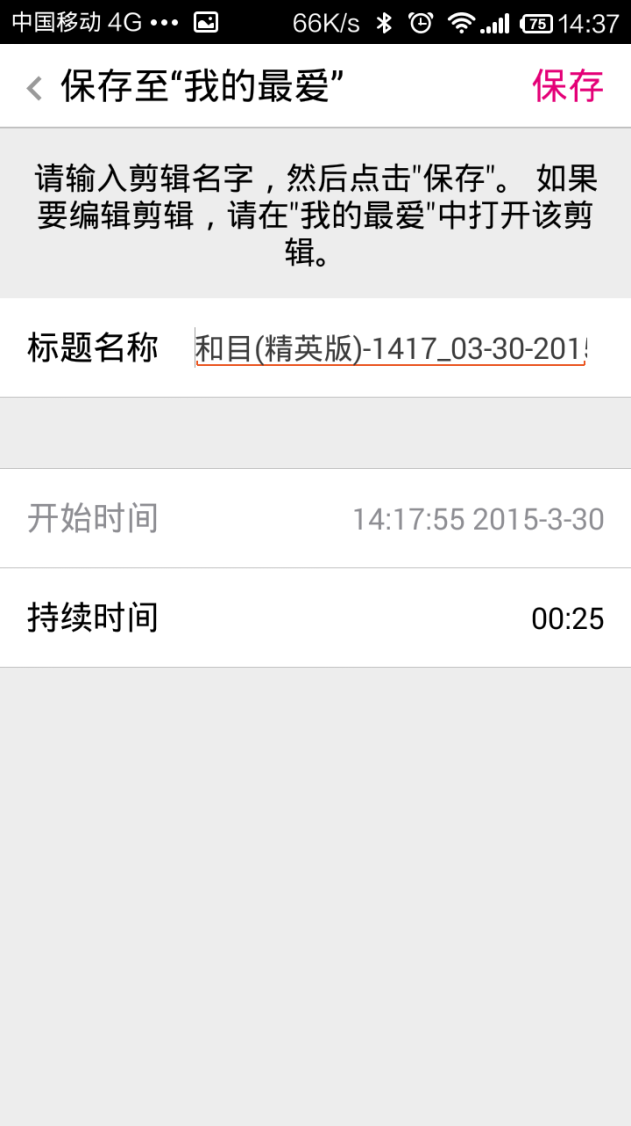 中国移动 4G ••• 66K/s 75 14:37
保存至“我的最爱” 保存
请输入剪辑名字，然后点击"保存"。 如果
要编辑剪辑，请在"我的最爱"中打开该剪
辑。
标题名称 和目(精英版)-1417_03-30-2015
开始时间 14:17:55 2015-3-30
持续时间 00:25